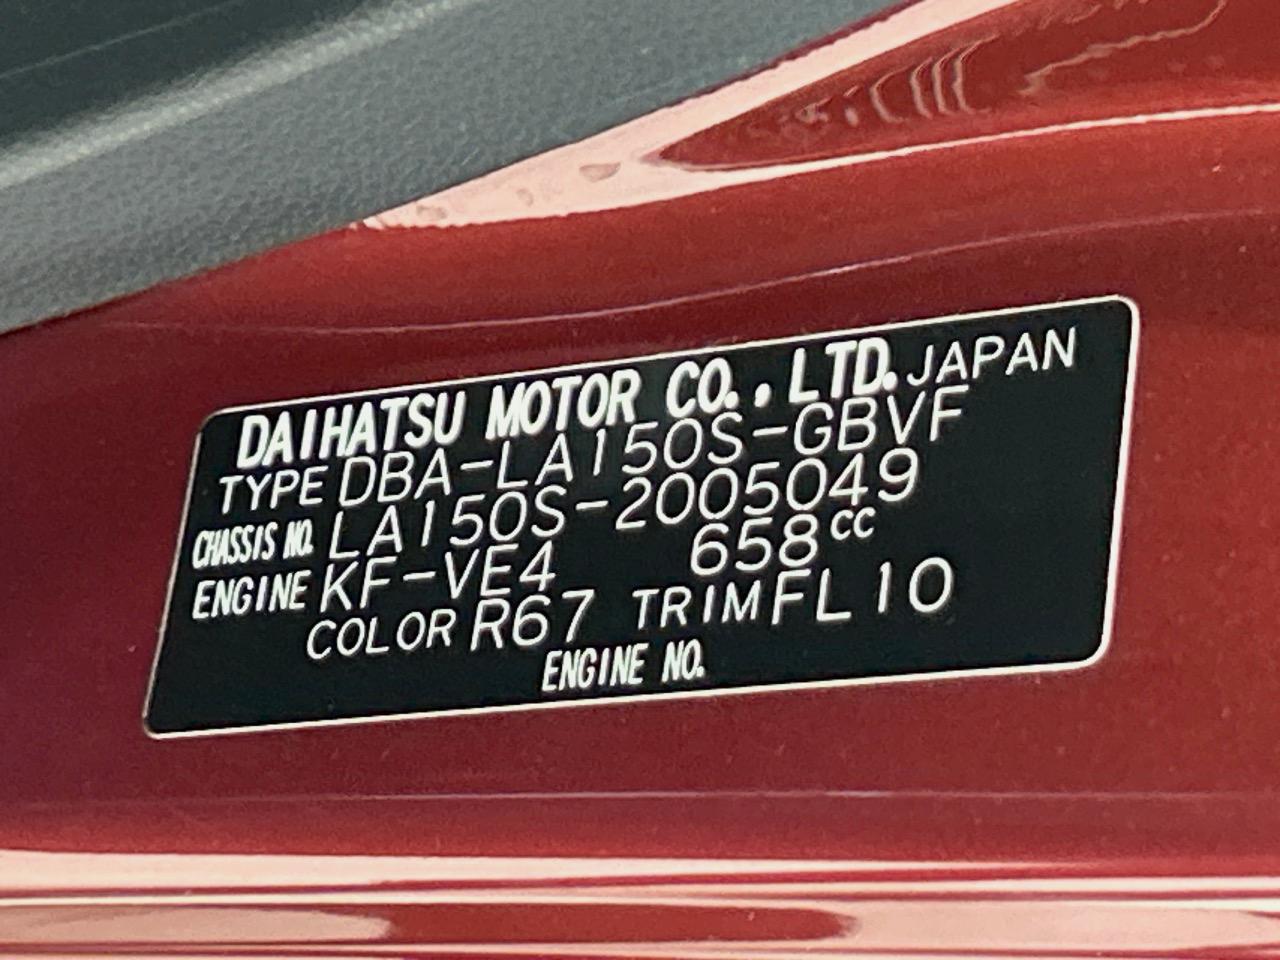 DAIHATSU MOTOR CO., LTD. JAPAN
TYPE DBA-LA150S-GBVF
CHASSIS NO. LA150S-2005049
ENGINE KF-VE4 658cc
COLOR R67 TRIM FL10
ENGINE NO.